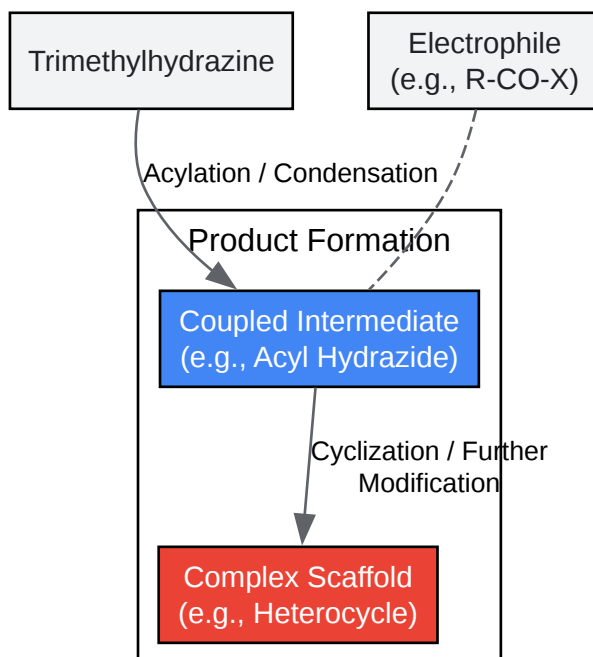 Trimethylhydrazine
Electrophile
(e.g., R-CO-X)
Acylation / Condensation
Product Formation
Coupled Intermediate
(e.g., Acyl Hydrazide)
Cyclization / Further
Modification
Complex Scaffold
(e.g., Heterocycle)